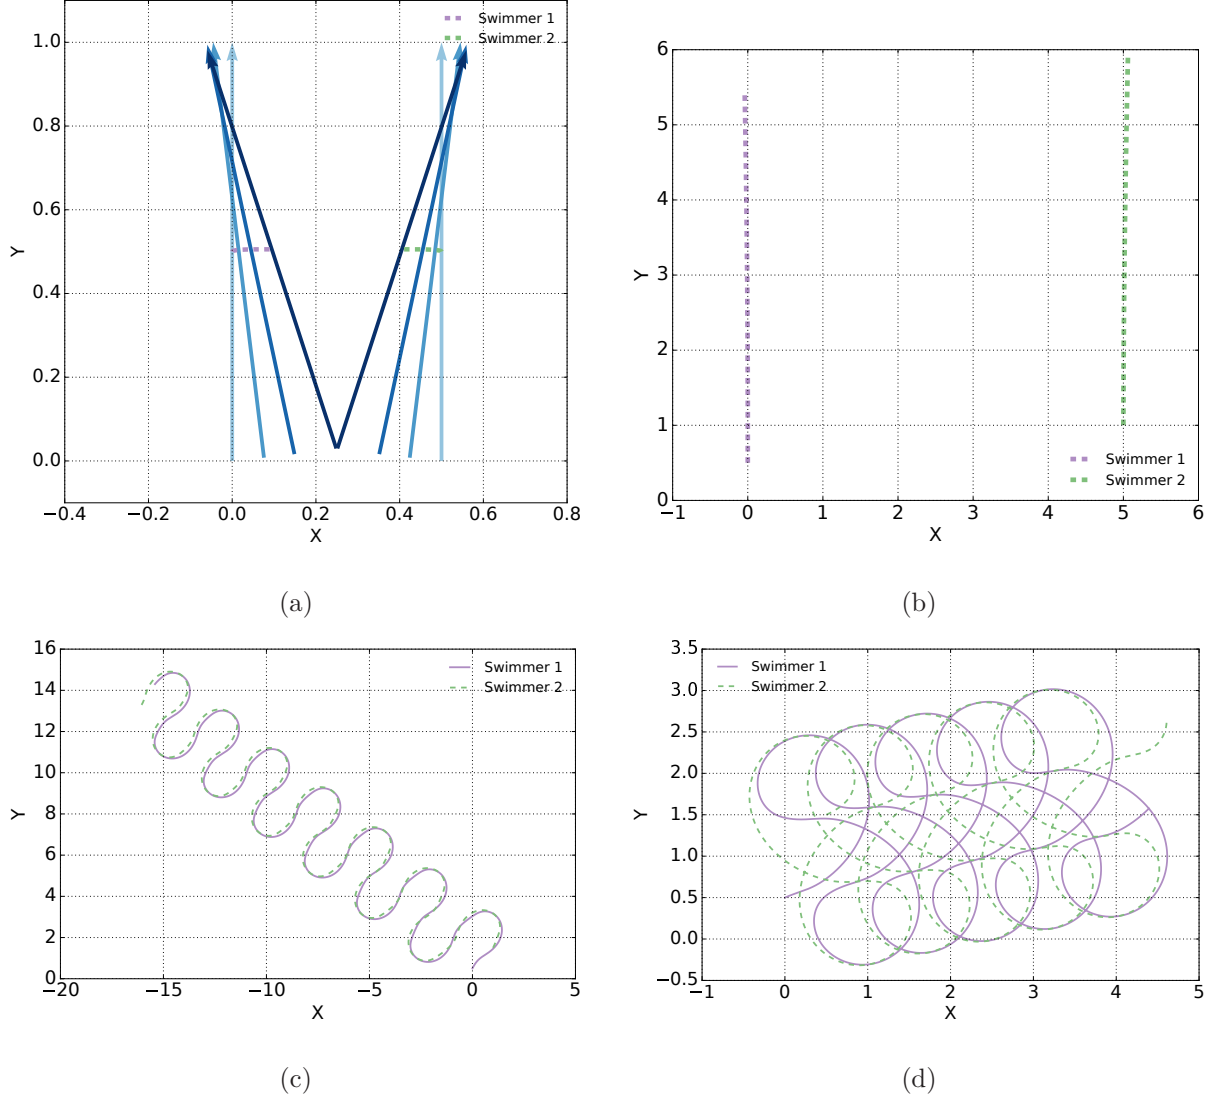 Swimmer 1
Swimmer 2
1.0
0.8
0.6
0.4
0.2
0.0
Y
−0.4 −0.2 0.0 0.2 0.4 0.6 0.8
X
(a)
6
5
4
3
2
1
0
Y
Swimmer 1
Swimmer 2
−1 0 1 2 3 4 5 6
X
(b)
16
14
12
10
8
6
4
2
0
Y
Swimmer 1
Swimmer 2
−20 −15 −10 −5 0 5
X
(c)
3.5
3.0
2.5
2.0
1.5
1.0
0.5
0.0
−0.5
Y
Swimmer 1
Swimmer 2
−1 0 1 2 3 4 5
X
(d)